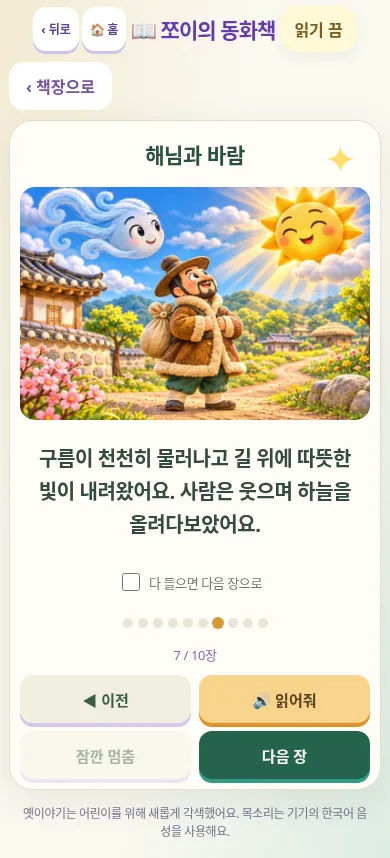 ‹ 뒤로 🏠 홈 📖 쪼이의 동화책 읽기 끔
‹ 책장으로
해님과 바람
구름이 천천히 물러나고 길 위에 따뜻한
빛이 내려왔어요. 사람은 웃으며 하늘을
올려다보았어요.
다 들으면 다음 장으로
7 / 10장
◀ 이전 🔊 읽어줘
잠깐 멈춤 다음 장
옛이야기는 어린이를 위해 새롭게 각색했어요. 목소리는 기기의 한국어 음
성을 사용해요.